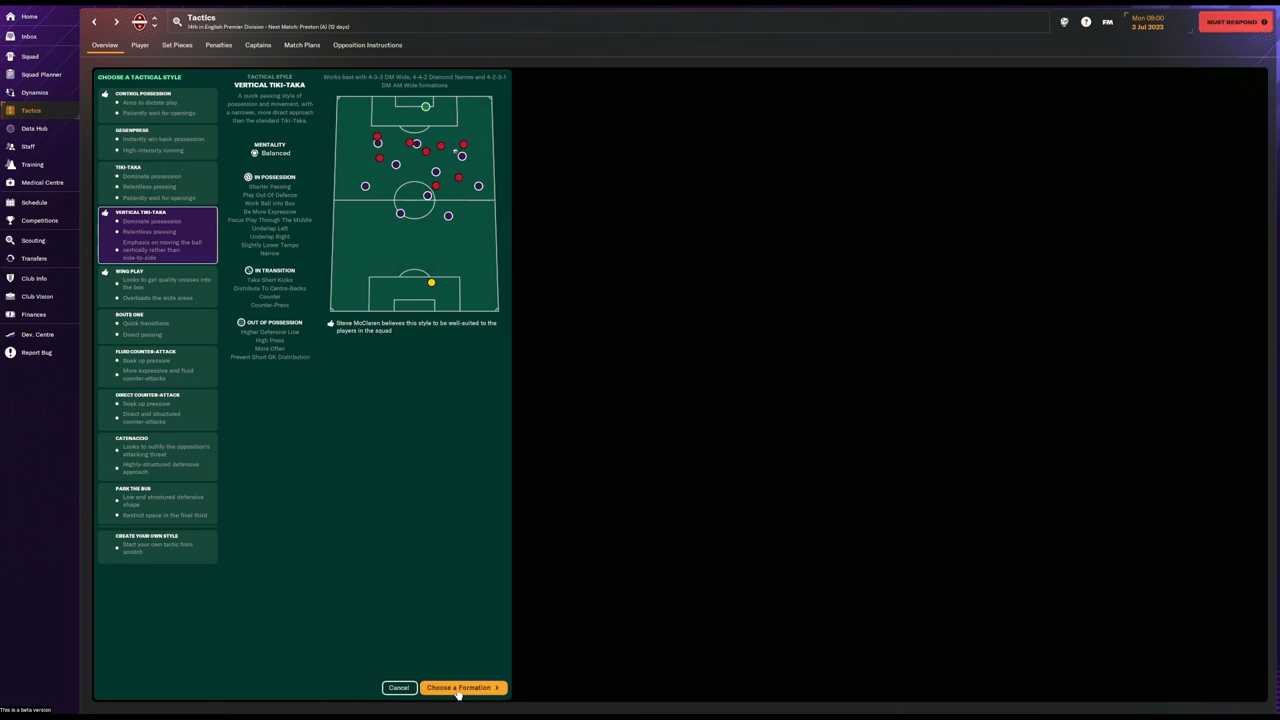 Home
Inbox
Squad
Squad Planner
Dynamics
Tactics
Data Hub
Staff
Training
Medical Centre
Schedule
Competitions
Scouting
Transfers
Club Info
Club Vision
Finances
Dev. Centre
Report Bug
This is a beta version
Tactics
14th in English Premier Division - Next Match: Preston (A) (12 days)
FM
Mon 09:00
3 Jul 2023
MUST RESPOND
Overview
Player
Set Pieces
Penalties
Captains
Match Plans
Opposition Instructions
CHOOSE A TACTICAL STYLE
CONTROL POSSESSION
Aims to dictate play
Patiently wait for openings
GEGENPRESS
Instantly win back possession
High-intensity running
TIKI-TAKA
Dominate possession
Relentless pressing
Patiently wait for openings
VERTICAL TIKI-TAKA
Dominate possession
Relentless pressing
Emphasis on moving the ball
vertically rather than
side-to-side
WING PLAY
Looks to get quality crosses into
the box
Overloads the wide areas
ROUTE ONE
Quick transitions
Direct passing
FLUID COUNTER-ATTACK
Soak up pressure
More expressive and fluid
counter-attacks
DIRECT COUNTER-ATTACK
Soak up pressure
Direct and structured
counter-attacks
CATENACCIO
Looks to nullify the opposition's
attacking threat
Highly-structured defensive
approach
PARK THE BUS
Low and structured defensive
shape
Restrict space in the final third
CREATE YOUR OWN STYLE
Start your own tactic from
scratch
TACTICAL STYLE
VERTICAL TIKI-TAKA
A quick passing style of
possession and movement, with
a narrower, more direct approach
than the standard Tiki-Taka.
MENTALITY
Balanced
IN POSSESSION
Shorter Passing
Play Out Of Defence
Work Ball Into Box
Be More Expressive
Focus Play Through The Middle
Underlap Left
Underlap Right
Slightly Lower Tempo
Narrow
IN TRANSITION
Take Short Kicks
Distribute To Centre-Backs
Counter
Counter-Press
OUT OF POSSESSION
Higher Defensive Line
High Press
More Often
Prevent Short GK Distribution
Works best with 4-3-3 DM Wide, 4-4-2 Diamond Narrow and 4-2-3-1
DM AM Wide formations
Steve McClaren believes this style to be well-suited to the
players in the squad
Cancel
Choose a Formation